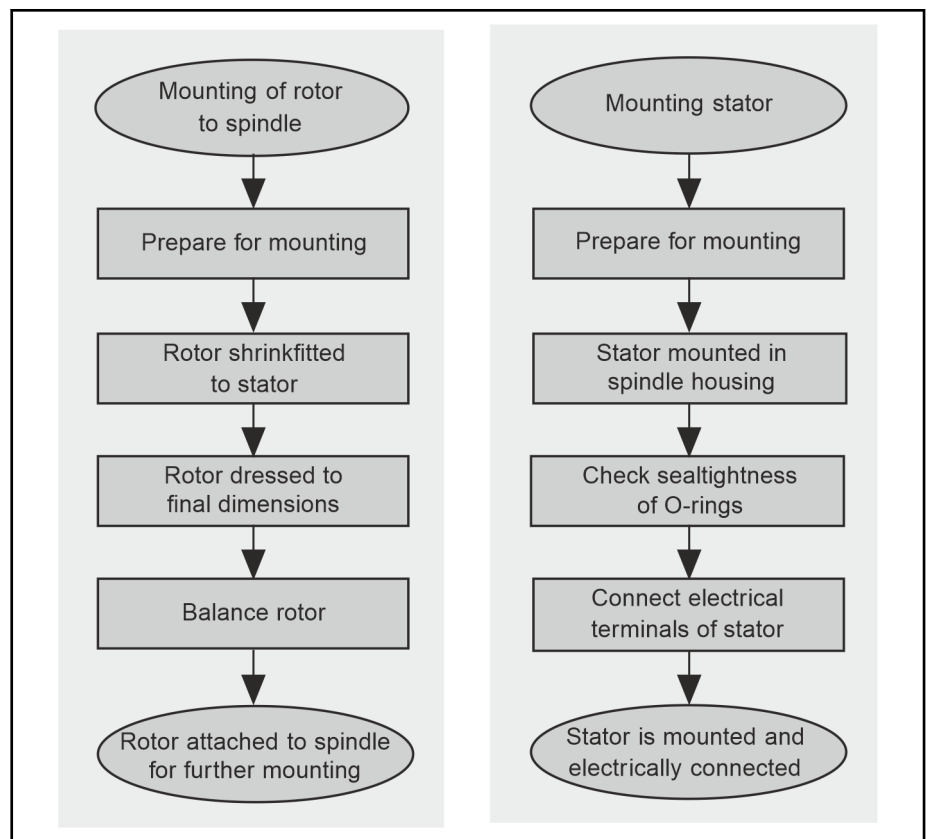 Mounting of rotor
to spindle
Prepare for mounting
Rotor shrinkfitted
to stator
Rotor dressed to
final dimensions
Balance rotor
Rotor attached to spindle
for further mounting
Mounting stator
Prepare for mounting
Stator mounted in
spindle housing
Check sealtightness
of O-rings
Connect electrical
terminals of stator
Stator is mounted and
electrically connected